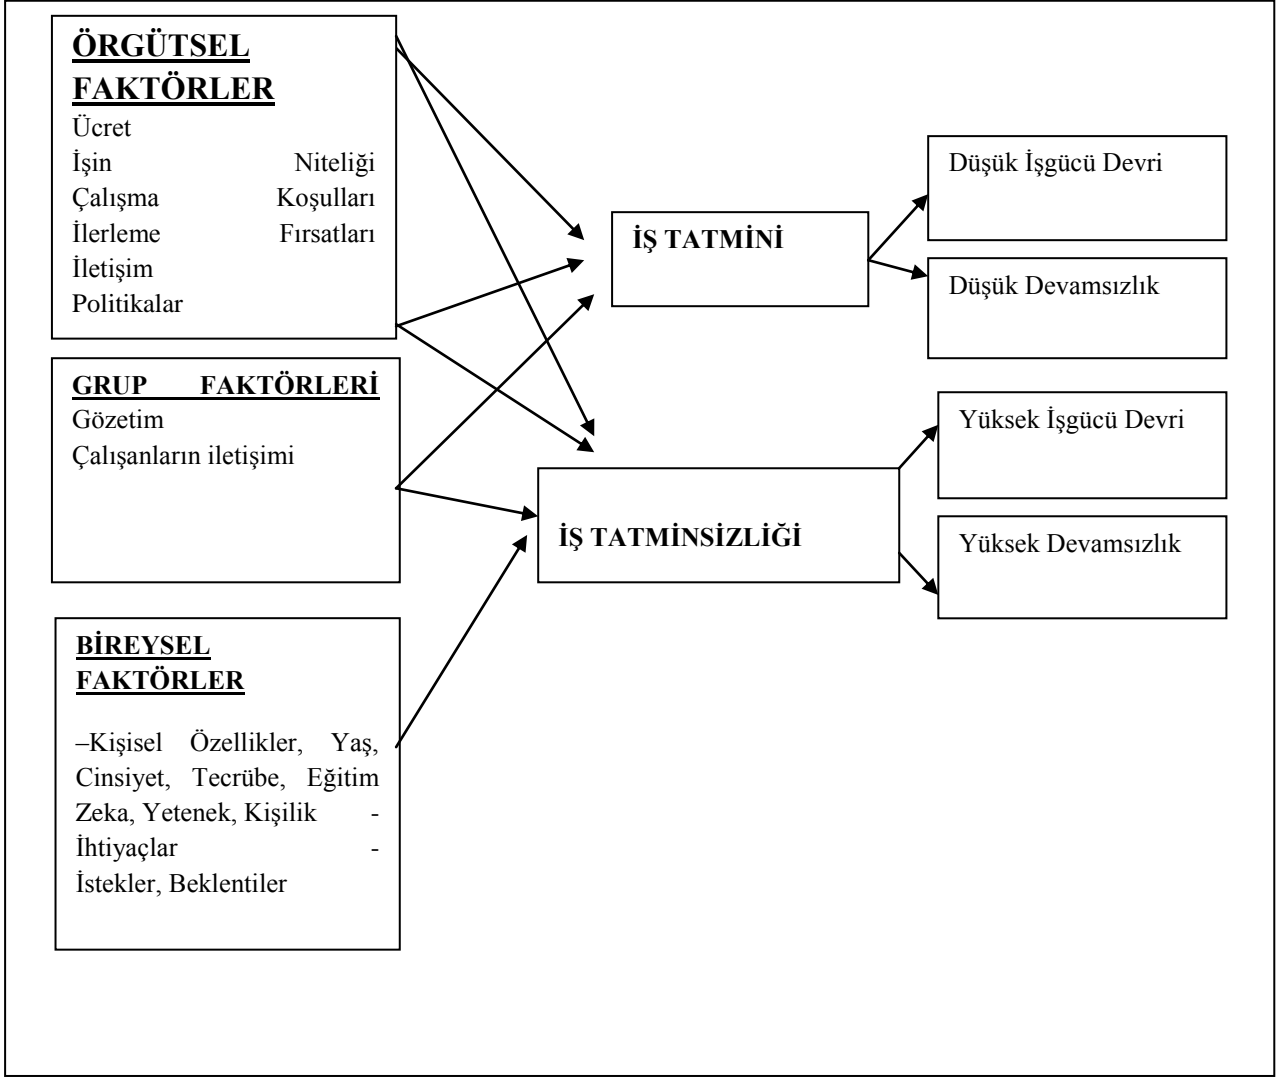 ÖRGÜTSEL
FAKTÖRLER
Ücret
İşin Niteliği
Çalışma Koşulları
İlerleme Fırsatları
İletişim
Politikalar
GRUP FAKTÖRLERİ
Gözetim
Çalışanların iletişimi
BİREYSEL
FAKTÖRLER
–Kişisel Özellikler, Yaş,
Cinsiyet, Tecrübe, Eğitim
Zeka, Yetenek, Kişilik -
İhtiyaçlar -
İstekler, Beklentiler
İŞ TATMİNİ
İŞ TATMİNSİZLİĞİ
Düşük İşgücü Devri
Düşük Devamsızlık
Yüksek İşgücü Devri
Yüksek Devamsızlık